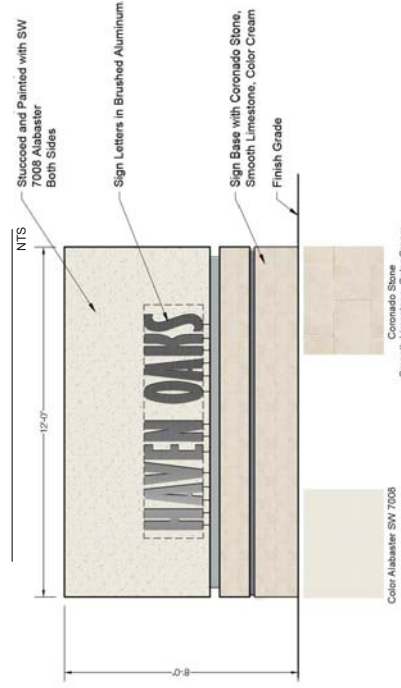 NTS
12'-0"
8'-0"
Stuccoed and Painted with SW
7008 Alabaster
Both Sides
Sign Letters in Brushed Aluminum
HAVEN OAKS
Sign Base with Coronado Stone,
Smooth Limestone, Color Cream
Finish Grade
Color Alabaster SW 7008
Coronado Stone